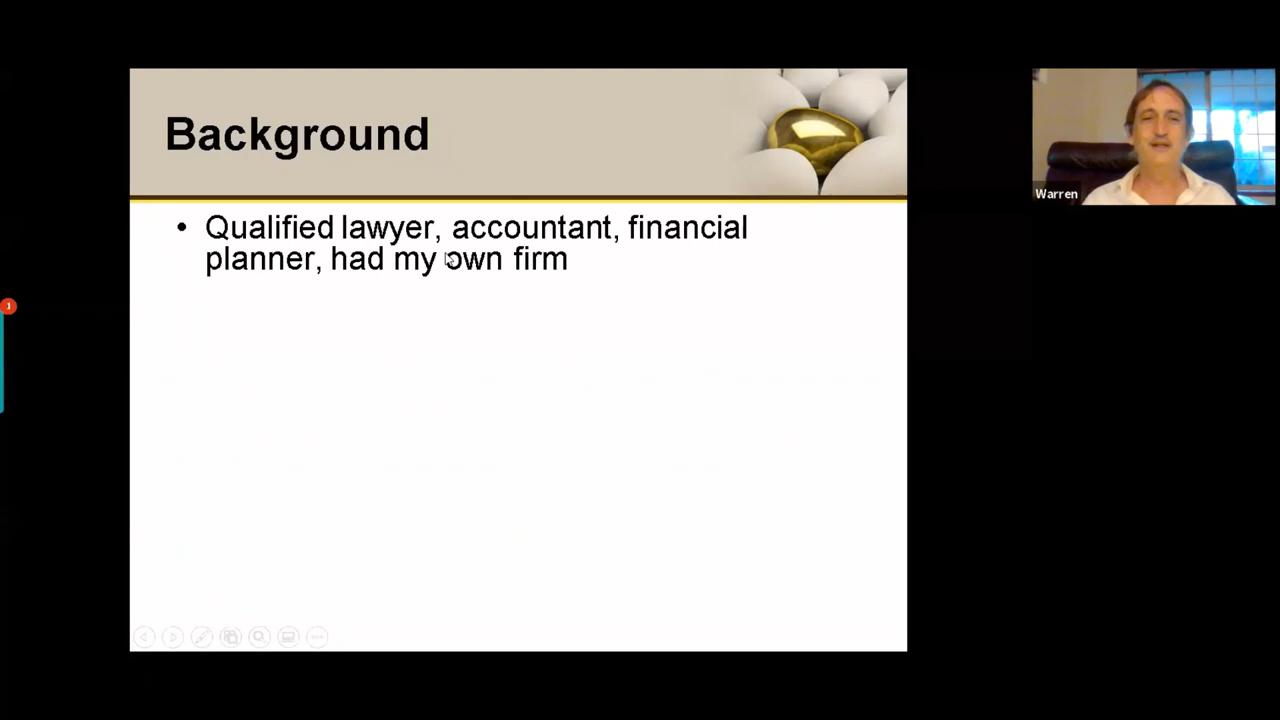 Background
• Qualified lawyer, accountant, financial
planner, had my own firm
Warren
1